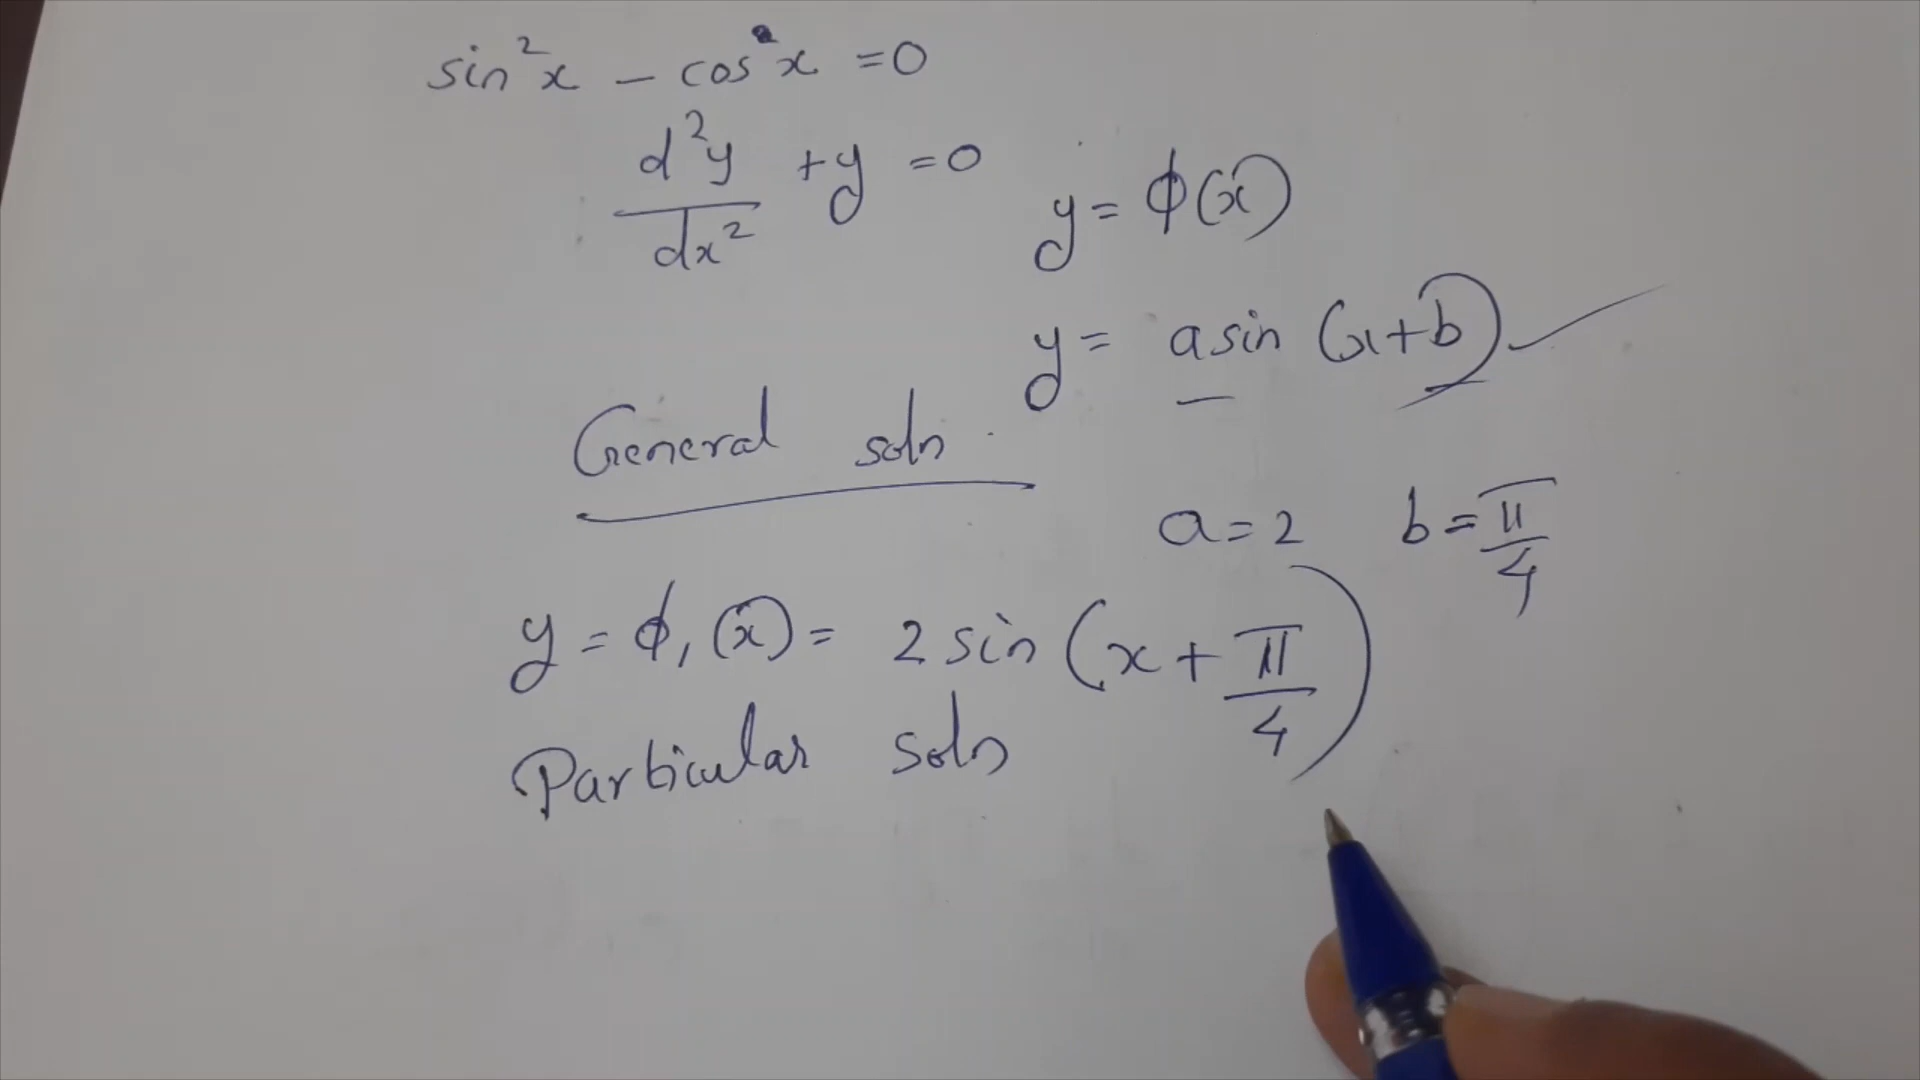 sin²x – cos²x = 0
d²y/dx² + y = 0
y = ϕ(x)
y = a sin (x+b)
General soln.
a = 2 b = π/4
y = ϕ₁(x) = 2 sin (x + π/4)
Particular soln